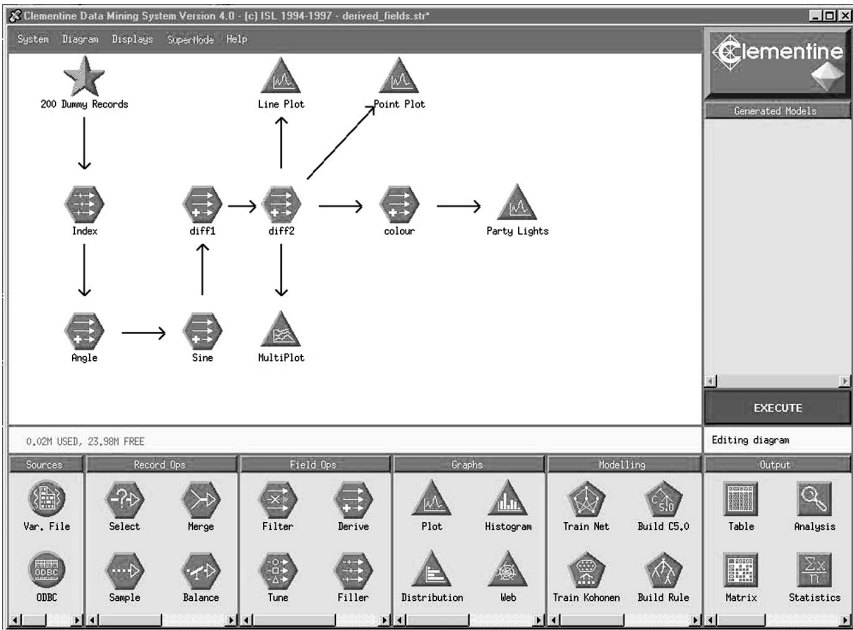 Clementine Data Mining System Version 4.0 - (c) ISL 1994-1997 - derived_fields.str*
System Diagram Displays SuperNode Help
Clementine
200 Dummy Records
Line Plot
Point Plot
Generated Models
Index
diff1
diff2
colour
Party Lights
Angle
Sine
MultiPlot
EXECUTE
0.02M USED, 23.98M FREE
Editing diagram
Sources
Record Ops
Field Ops
Graphs
Modelling
Output
Var. File
Select
Merge
Filter
Derive
Plot
Histogram
Train Net
C5.0
Build C5.0
Table
Analysis
ODBC
ODBC
Sample
Balance
Tune
Filler
Distribution
Web
Train Kohonen
Build Rule
Matrix
Σx
n
Statistics